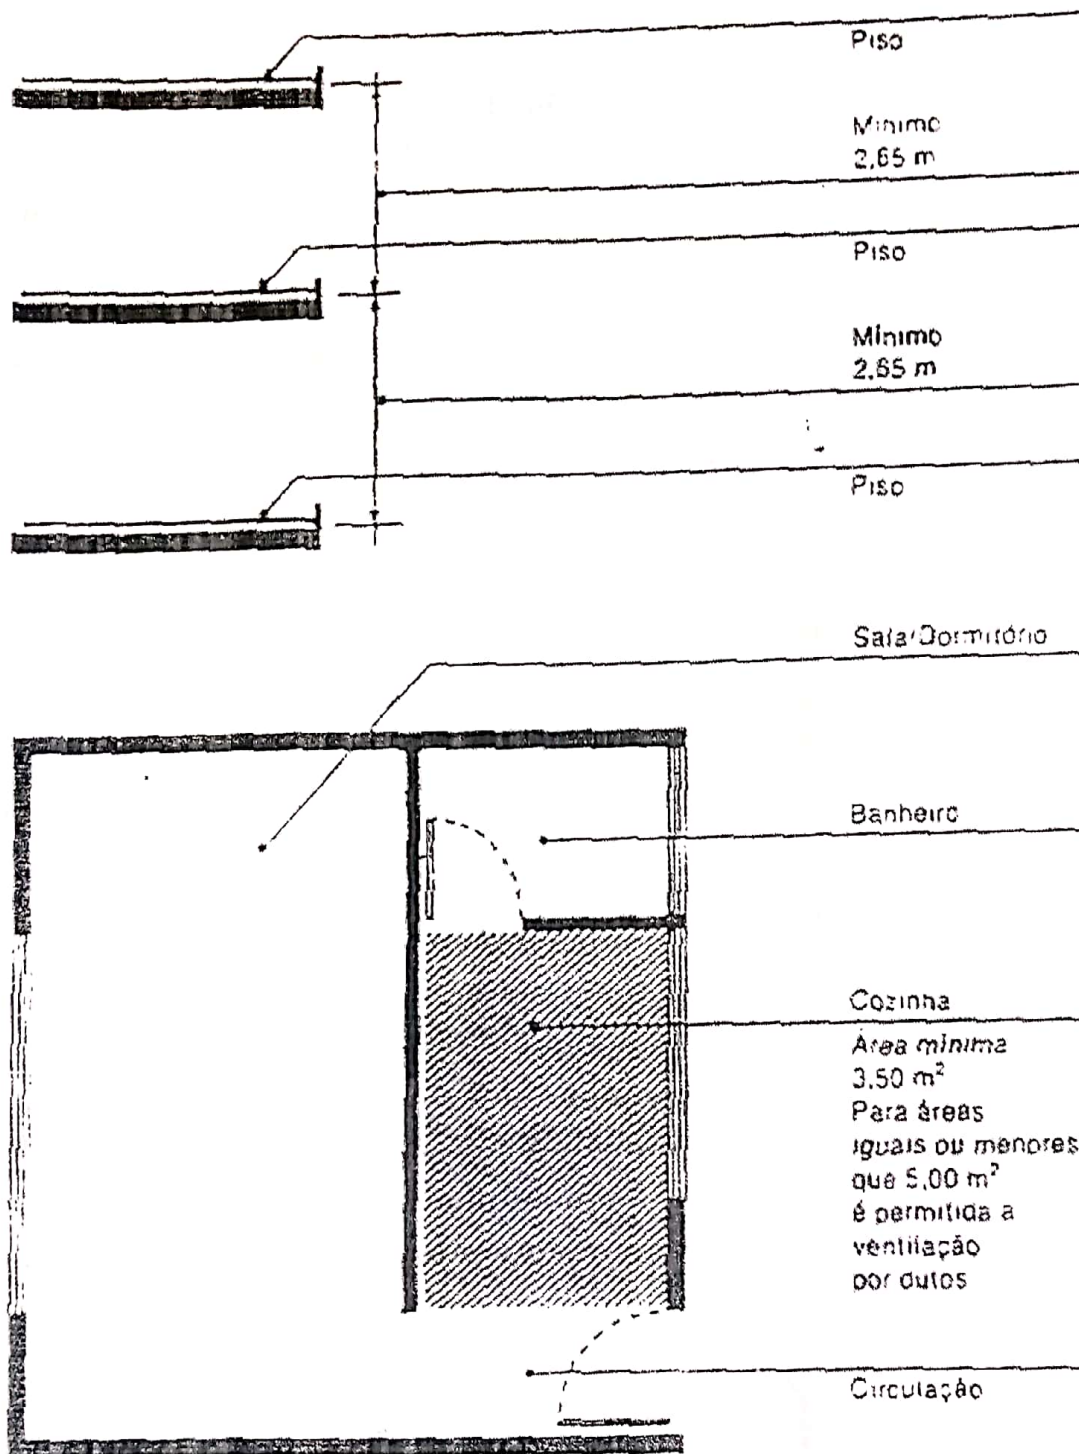 Piso
Mínimo
2,65 m
Piso
Mínimo
2,65 m
Piso
Sala/Dormitório
Banheiro
Cozinha
Área mínima
3,50 m²
Para áreas
iguais ou menores
que 5,00 m²
é permitida a
ventilação
por dutos
Circulação